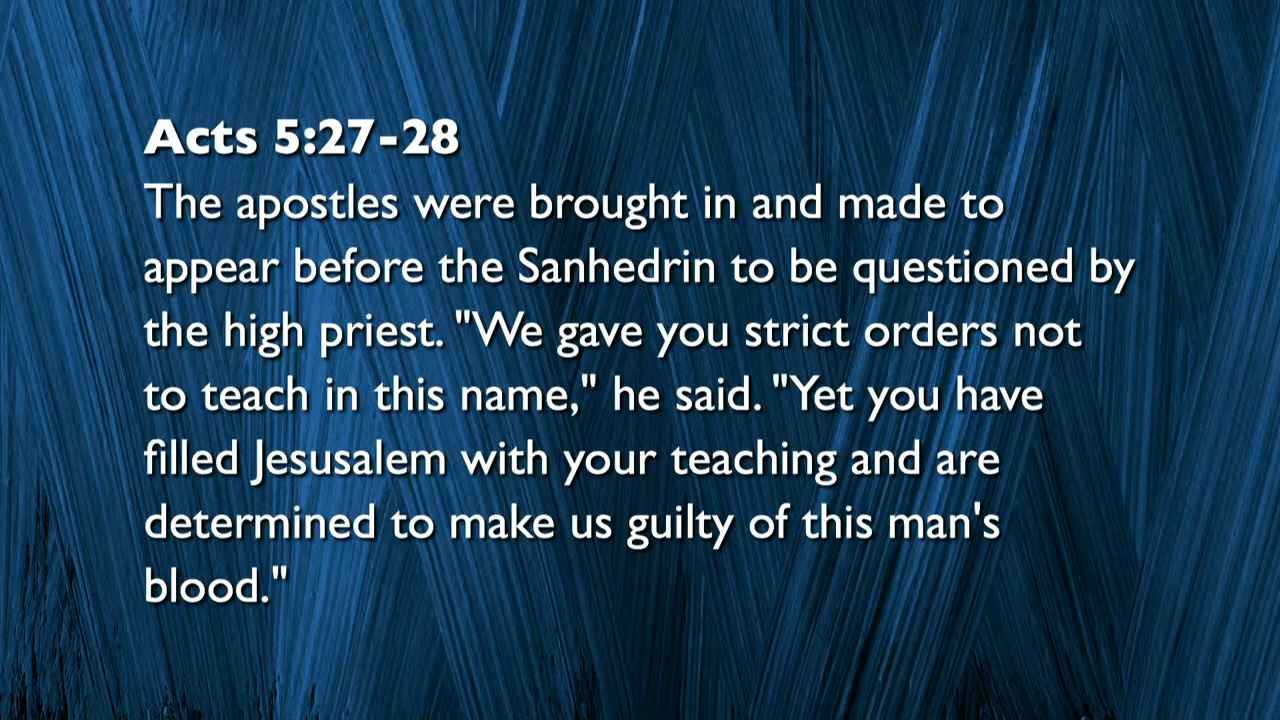 Acts 5:27-28
The apostles were brought in and made to
appear before the Sanhedrin to be questioned by
the high priest. "We gave you strict orders not
to teach in this name," he said. "Yet you have
filled Jesusalem with your teaching and are
determined to make us guilty of this man's
blood."